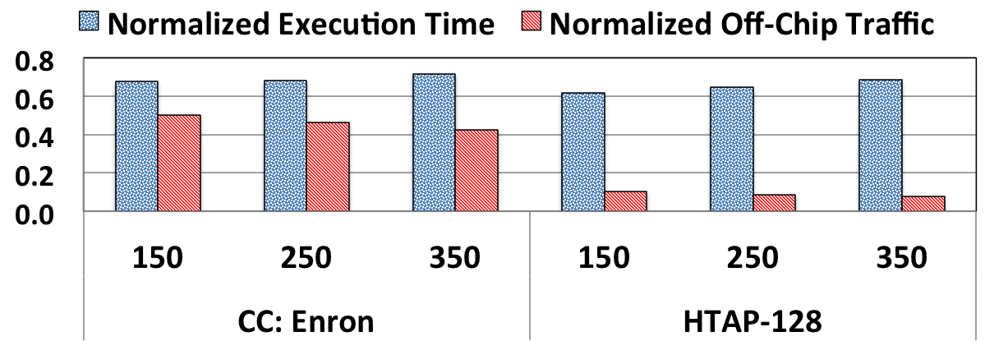 Normalized Execution Time Normalized Off-Chip Traffic
0.8
0.6
0.4
0.2
0.0
150 250 350 150 250 350
CC: Enron HTAP-128